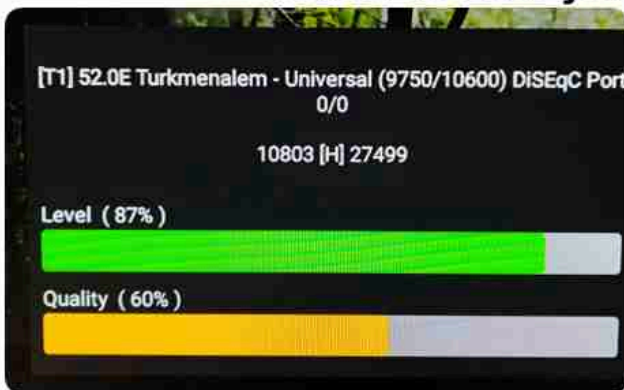 [T1] 52.0E Turkmenalem - Universal (9750/10600) DiSEqC Port
0/0
10803 [H] 27499
Level ( 87% )
Quality ( 60% )